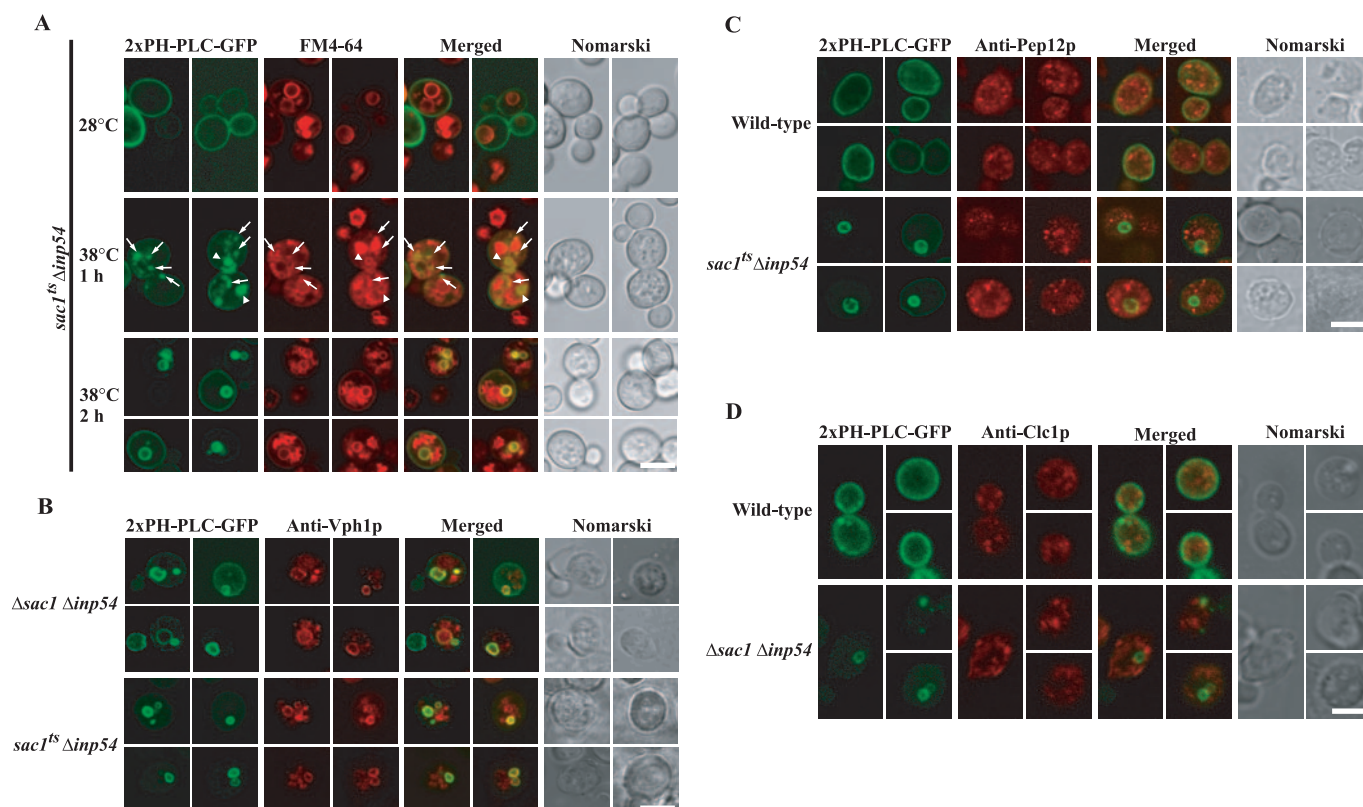 A
2xPH-PLC-GFP FM4-64 Merged Nomarski
28°C
38°C
1 h
38°C
2 h
sac1ts Δinp54
B
2xPH-PLC-GFP Anti-Vph1p Merged Nomarski
Δsac1 Δinp54
sac1ts Δinp54
C
2xPH-PLC-GFP Anti-Pep12p Merged Nomarski
Wild-type
sac1ts Δinp54
D
2xPH-PLC-GFP Anti-Clc1p Merged Nomarski
Wild-type
Δsac1 Δinp54